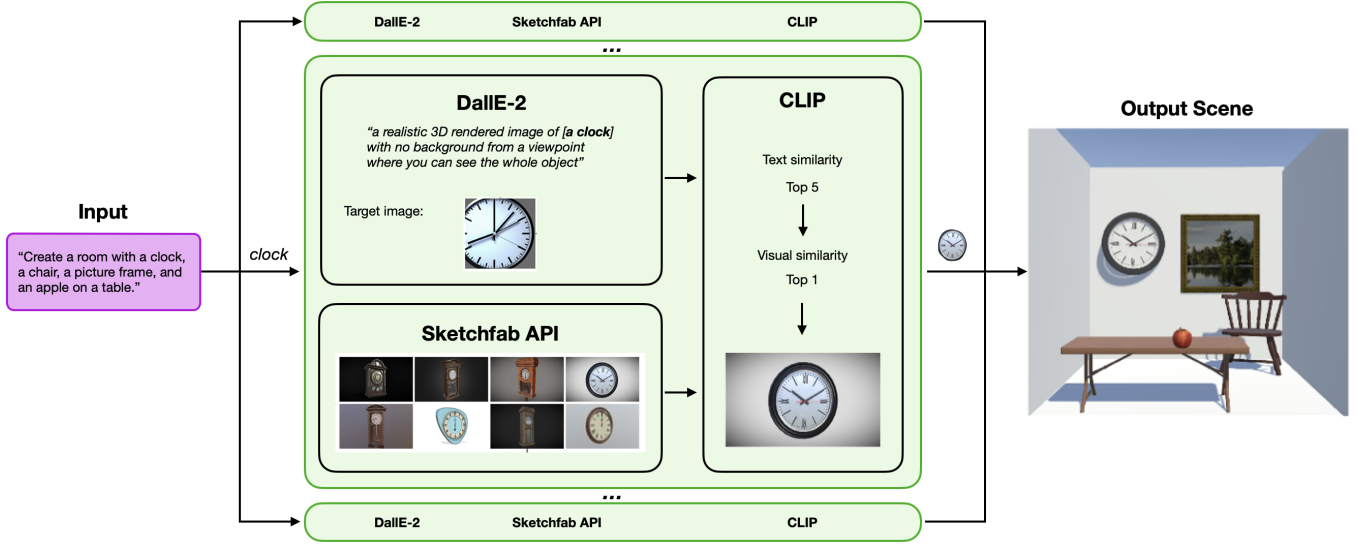 DallE-2 Sketchfab API CLIP
...
Input
“Create a room with a clock,
a chair, a picture frame, and
an apple on a table.”
clock
DallE-2
“a realistic 3D rendered image of [a clock]
with no background from a viewpoint
where you can see the whole object”
Target image:
Sketchfab API
CLIP
Text similarity
Top 5
Visual similarity
Top 1
Output Scene
...
DallE-2 Sketchfab API CLIP